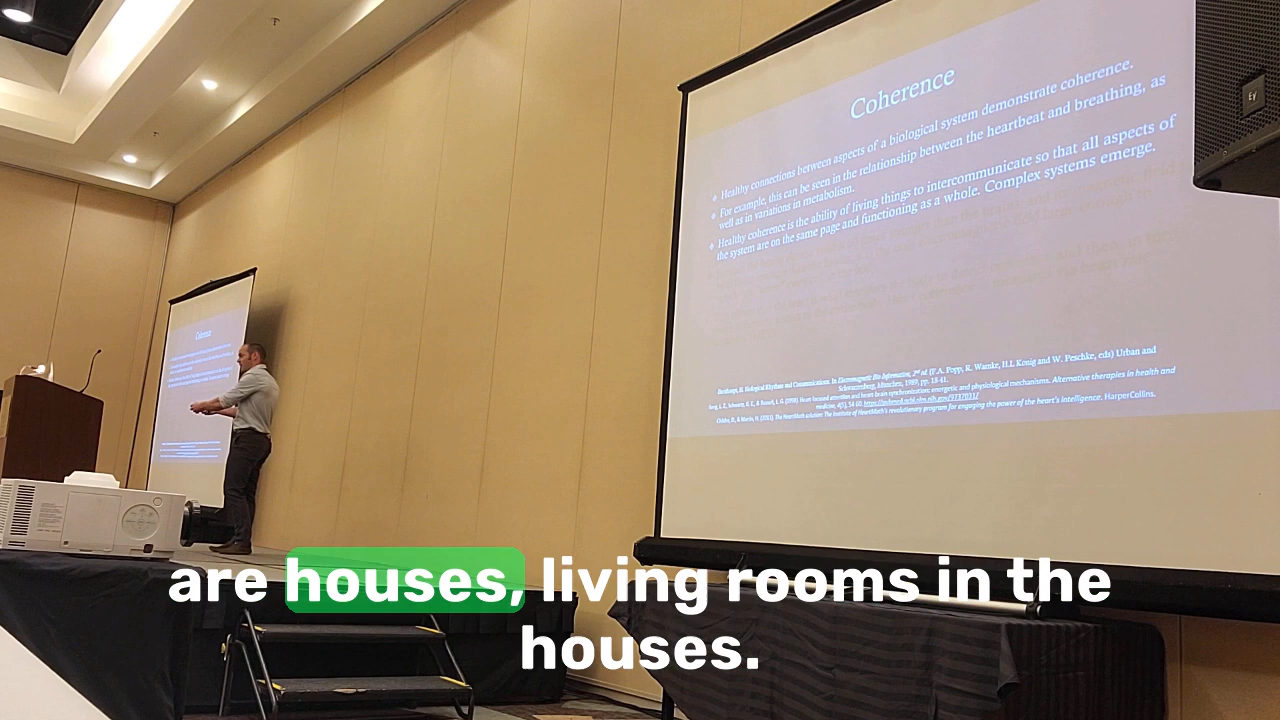 Coherence
Healthy connections between aspects of a biological system demonstrate coherence.
For example, this can be seen in the relationship between the heartbeat and breathing, as
well as in variations in metabolism.
Healthy coherence is the ability of living things to intercommunicate so that all aspects of
the system are on the same page and functioning as a whole. Complex systems emerge.
H. Biological Rhythms and Communications. In Electromagnetic Bio Information, 2nd ed. (F.A. Popp, R. Warnke, H.L Konig and W. Peschke, eds) Urban and
Schwarzenberg, München, 1989, pp. 18-41.
(1998) Heart focused attention and heart brain synchronization: energetic and physiological mechanisms. Alternative therapies in health and
medicine, 4(5), 54-60. https://pubmed.ncbi.nlm.nih.gov/9737031/
Childre, D., & Martin, H. (2011). The HeartMath solution: The Institute of HeartMath's revolutionary program for engaging the power of the heart's intelligence. HarperCollins.
Coherence
EV
are houses, living rooms in the
houses.